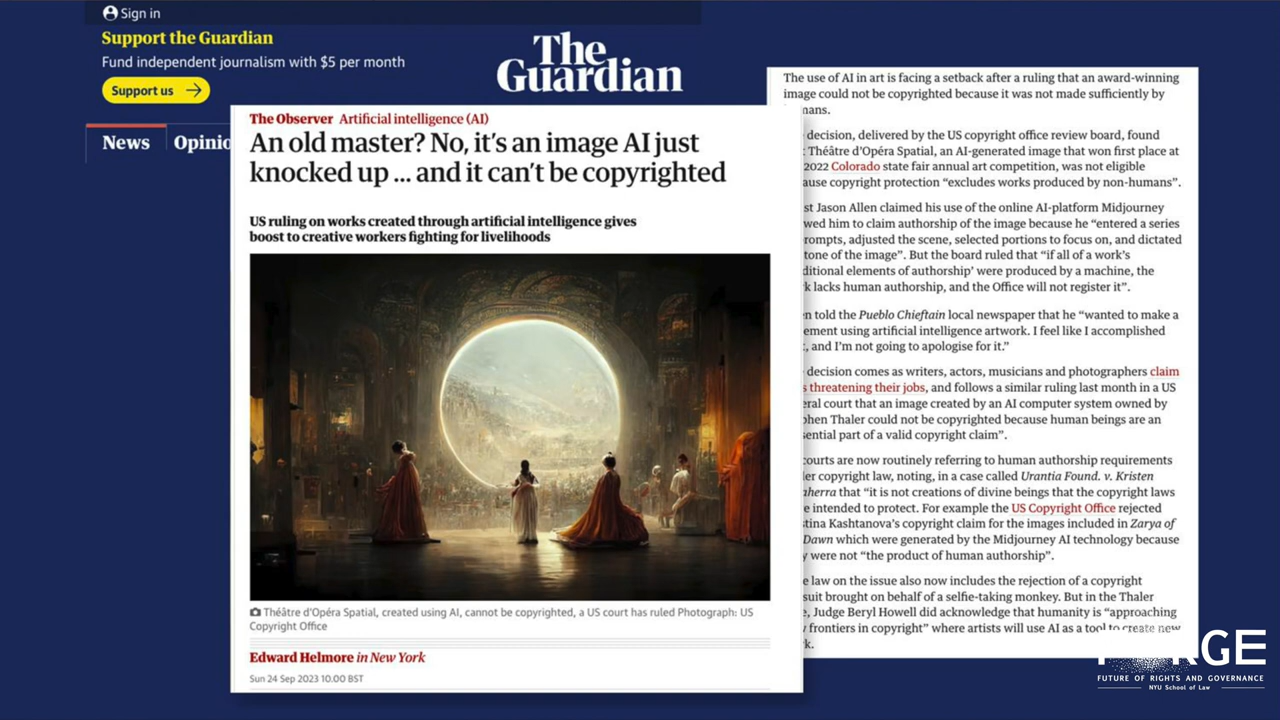 Sign in
Support the Guardian
Fund independent journalism with $5 per month
Support us
The
Guardian
News Opinio
The Observer Artificial intelligence (AI)
An old master? No, it's an image AI just
knocked up ... and it can't be copyrighted
US ruling on works created through artificial intelligence gives
boost to creative workers fighting for livelihoods
Théâtre d'Opéra Spatial, created using AI, cannot be copyrighted, a US court has ruled Photograph: US
Copyright Office
Edward Helmore in New York
Sun 24 Sep 2023 10.00 BST
The use of AI in art is facing a setback after a ruling that an award-winning
image could not be copyrighted because it was not made sufficiently by
mans.
decision, delivered by the US copyright office review board, found
Théâtre d'Opéra Spatial, an AI-generated image that won first place at
2022 Colorado state fair annual art competition, was not eligible
ause copyright protection “excludes works produced by non-humans”.
st Jason Allen claimed his use of the online AI-platform Midjourney
wed him to claim authorship of the image because he “entered a series
rompts, adjusted the scene, selected portions to focus on, and dictated
tone of the image”. But the board ruled that “if all of a work's
ditional elements of authorship' were produced by a machine, the
k lacks human authorship, and the Office will not register it”.
n told the Pueblo Chieftain local newspaper that he “wanted to make a
ement using artificial intelligence artwork. I feel like I accomplished
, and I'm not going to apologise for it.”
decision comes as writers, actors, musicians and photographers claim
s threatening their jobs, and follows a similar ruling last month in a US
eral court that an image created by an AI computer system owned by
phen Thaler could not be copyrighted because human beings are an
sential part of a valid copyright claim”.
courts are now routinely referring to human authorship requirements
er copyright law, noting, in a case called Urantia Found. v. Kristen
aherra that “it is not creations of divine beings that the copyright laws
e intended to protect. For example the US Copyright Office rejected
stina Kashtanova's copyright claim for the images included in Zarya of
Dawn which were generated by the Midjourney AI technology because
y were not “the product of human authorship”.
e law on the issue also now includes the rejection of a copyright
suit brought on behalf of a selfie-taking monkey. But in the Thaler
e, Judge Beryl Howell did acknowledge that humanity is “approaching
frontiers in copyright” where artists will use AI as a tool to create new
k.
FUTURE OF RIGHTS AND GOVERNANCE
NYU School of Law